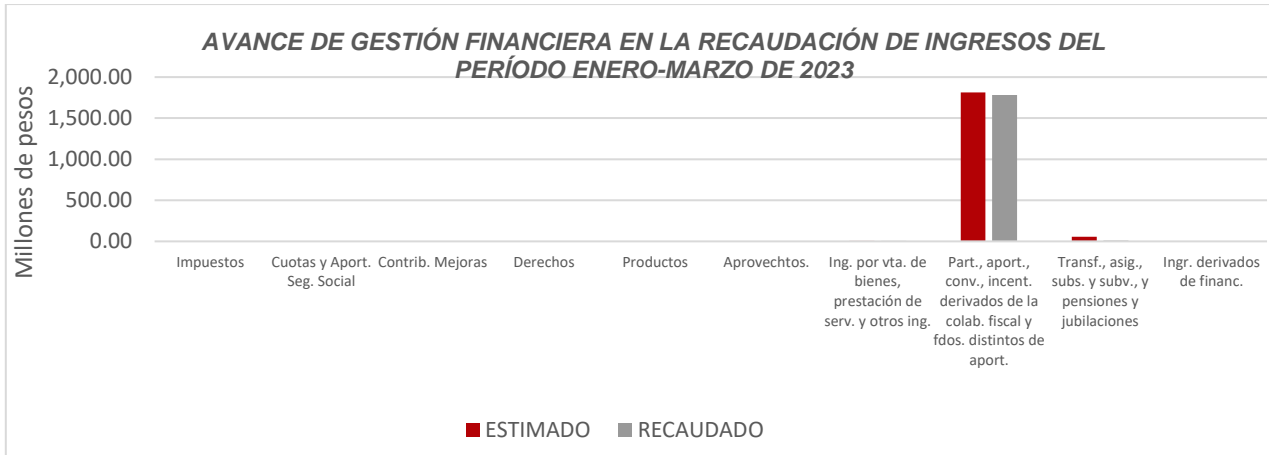 AVANCE DE GESTIÓN FINANCIERA EN LA RECAUDACIÓN DE INGRESOS DEL
PERÍODO ENERO-MARZO DE 2023
Millones de pesos
2,000.00
1,500.00
1,000.00
500.00
0.00
Impuestos
Cuotas y Aport.
Seg. Social
Contrib. Mejoras
Derechos
Productos
Aprovechtos.
Ing. por vta. de
bienes,
prestación de
serv. y otros ing.
Part., aport.,
conv., incent.
derivados de la
colab. fiscal y
fdos. distintos de
aport.
Transf., asig.,
subs. y subv., y
pensiones y
jubilaciones
Ingr. derivados
de financ.
ESTIMADO
RECAUDADO